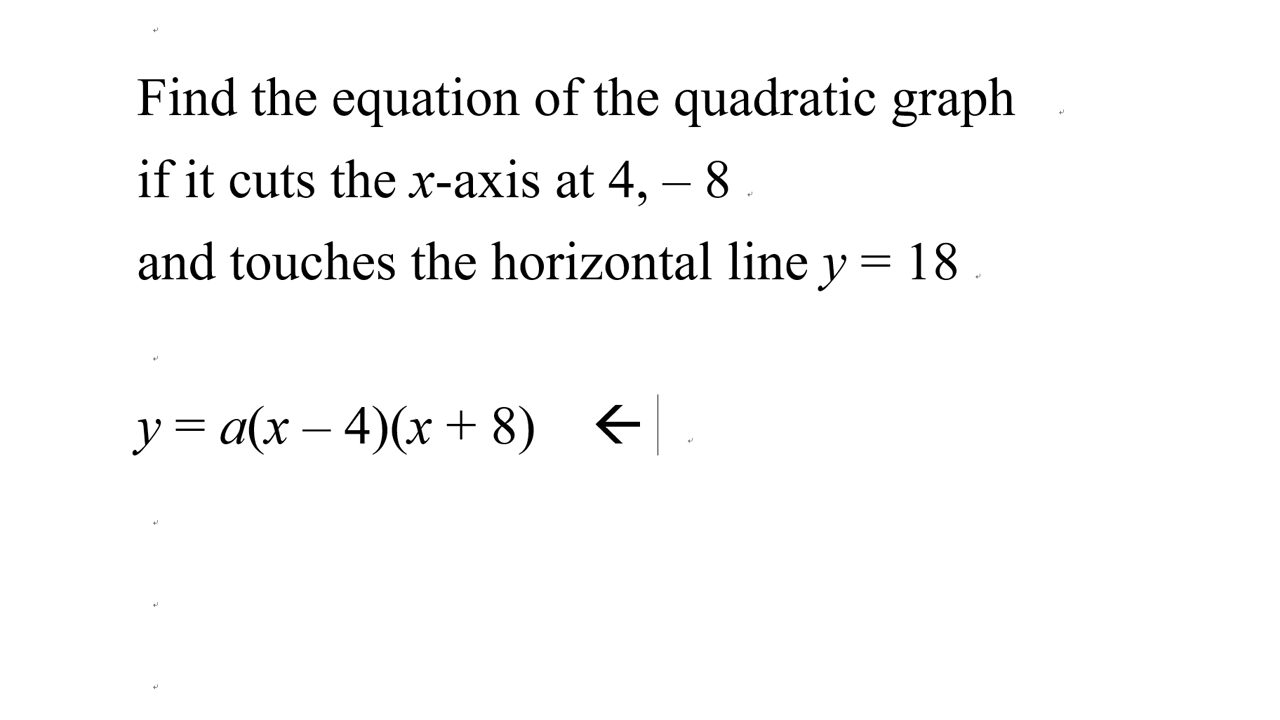 Find the equation of the quadratic graph
if it cuts the x-axis at 4, – 8
and touches the horizontal line y = 18
y = a(x – 4)(x + 8) ←